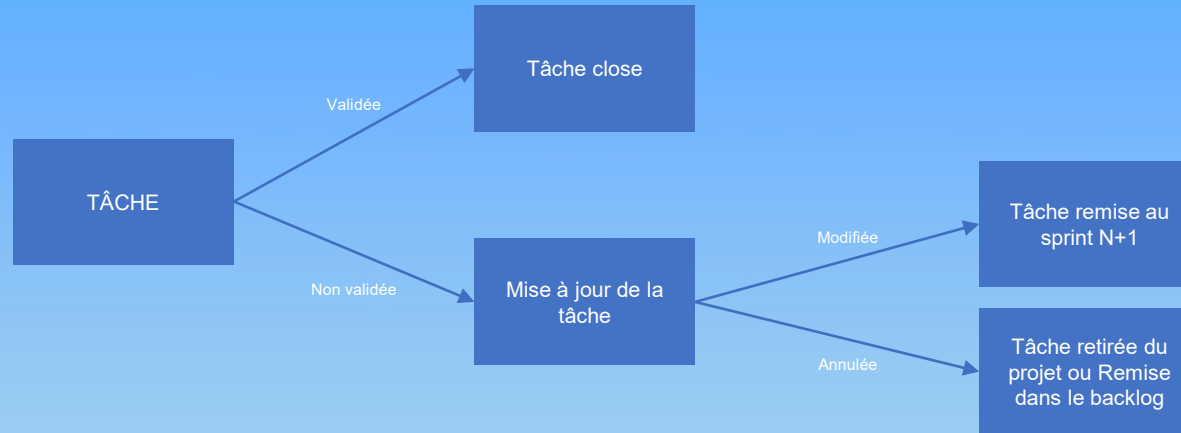 Tâche close
Validée
TÂCHE
Non validée
Mise à jour de la
tâche
Modifiée
Tâche remise au
sprint N+1
Annulée
Tâche retirée du
projet ou Remise
dans le backlog